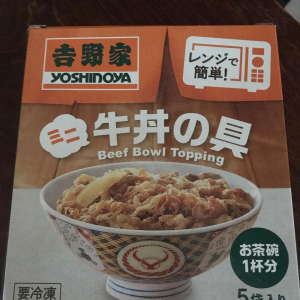 吉野家
YOSHINOYA
レンジで
簡単!
ミニ
牛丼の具
Beef Bowl Topping
お茶碗
1杯分
要冷凍
5袋入り